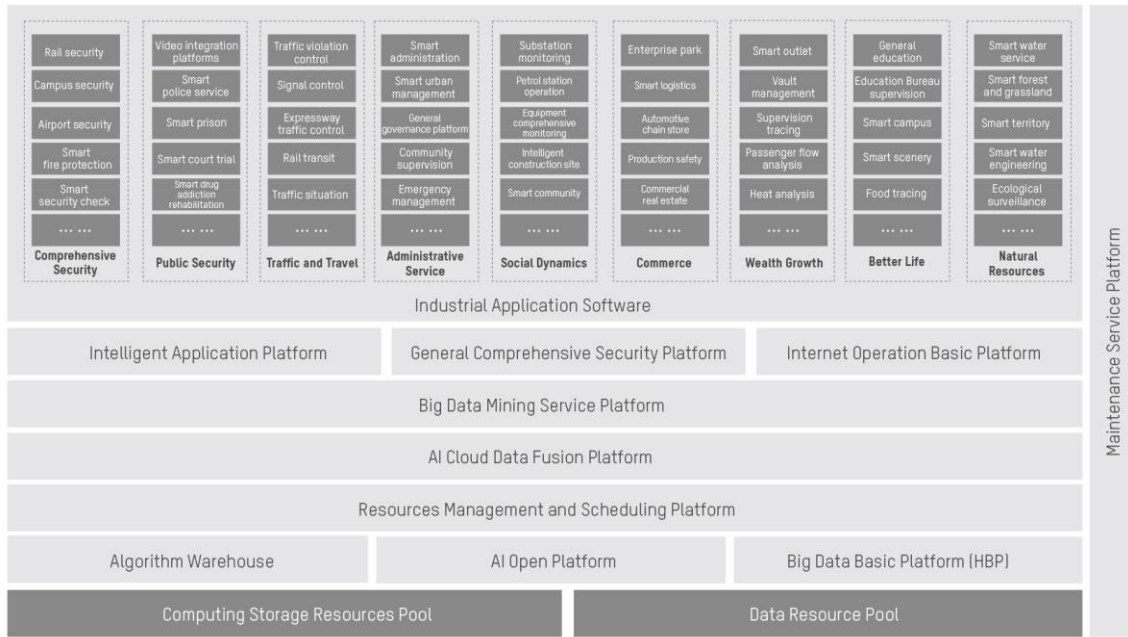 Rail security
Campus security
Airport security
Smart
fire protection
Smart
security check
... ...
Comprehensive
Security
Video integration
platforms
Smart
police service
Smart prison
Smart court trial
Smart drug
addiction
rehabilitation
... ...
Public Security
Traffic violation
control
Signal control
Expressway
traffic control
Rail transit
Traffic situation
... ...
Traffic and Travel
Smart
administration
Smart urban
management
General
governance platform
Community
supervision
Emergency
management
... ...
Administrative
Service
Substation
monitoring
Petrol station
operation
Equipment
comprehensive
monitoring
Intelligent
construction site
Smart community
... ...
Social Dynamics
Enterprise park
Smart logistics
Automotive
chain store
Production safety
Commercial
real estate
... ...
Commerce
Smart outlet
Vault
management
Supervision
tracing
Passenger flow
analysis
Heat analysis
... ...
Wealth Growth
General
education
Education Bureau
supervision
Smart campus
Smart scenery
Food tracing
... ...
Better Life
Smart water
service
Smart forest
and grassland
Smart territory
Smart water
engineering
Ecological
surveillance
... ...
Natural
Resources
Industrial Application Software
Intelligent Application Platform
General Comprehensive Security Platform
Internet Operation Basic Platform
Big Data Mining Service Platform
AI Cloud Data Fusion Platform
Resources Management and Scheduling Platform
Algorithm Warehouse
AI Open Platform
Big Data Basic Platform (HBP)
Computing Storage Resources Pool
Data Resource Pool
Maintenance Service Platform